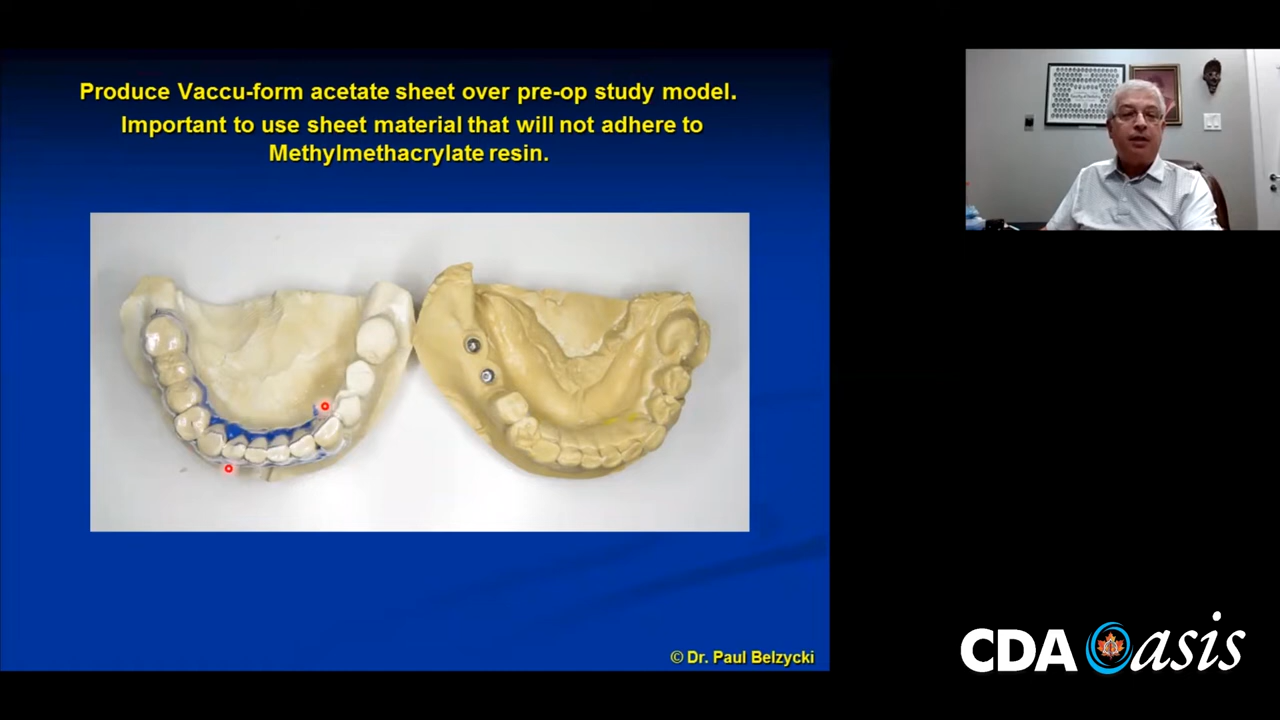 Produce Vaccu-form acetate sheet over pre-op study model.
Important to use sheet material that will not adhere to
Methylmethacrylate resin.
© Dr. Paul Belzycki
CDA Oasis